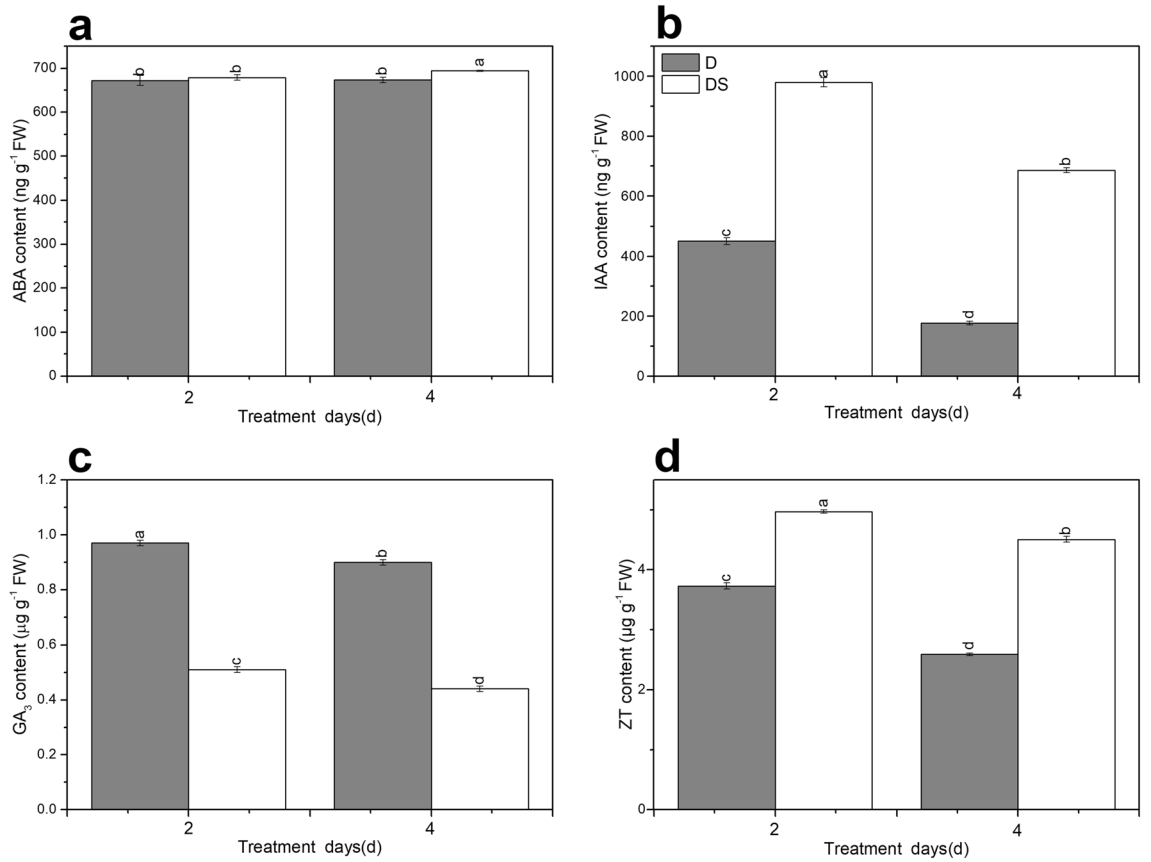 a
ABA content (ng g⁻¹ FW)
700
600
500
400
300
200
100
0
b
b
b
a
2
4
Treatment days(d)
b
IAA content (ng g⁻¹ FW)
1000
800
600
400
200
0
D
DS
c
a
d
b
2
4
Treatment days(d)
c
GA₃ content (μg g⁻¹ FW)
1.2
1.0
0.8
0.6
0.4
0.2
0.0
a
c
b
d
2
4
Treatment days(d)
d
ZT content (μg g⁻¹ FW)
4
2
0
c
a
d
b
2
4
Treatment days(d)